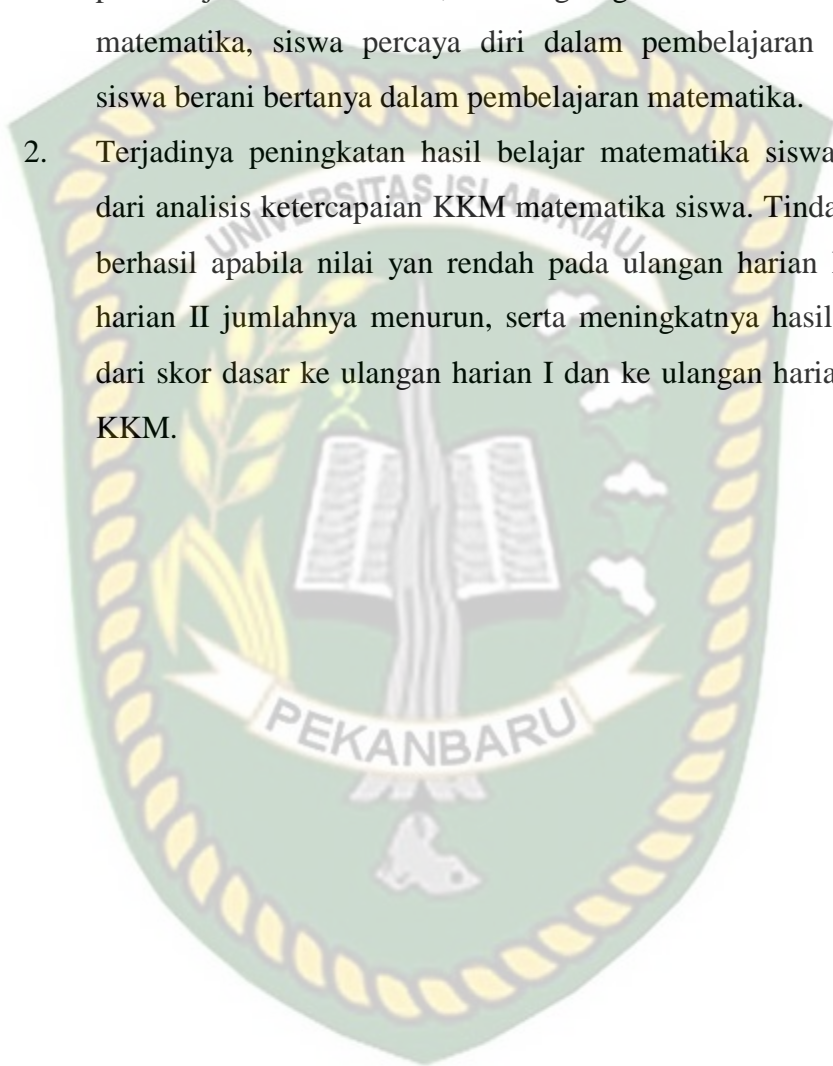 matematika, siswa percaya diri dalam pembelajaran
siswa berani bertanya dalam pembelajaran matematika.
2. Terjadinya peningkatan hasil belajar matematika siswa
dari analisis ketercapaian KKM matematika siswa. Tinda
berhasil apabila nilai yan rendah pada ulangan harian
harian II jumlahnya menurun, serta meningkatnya hasil
dari skor dasar ke ulangan harian I dan ke ulangan haria
KKM.
UNIVERSITAS ISLAM RIAU
PEKANBARU